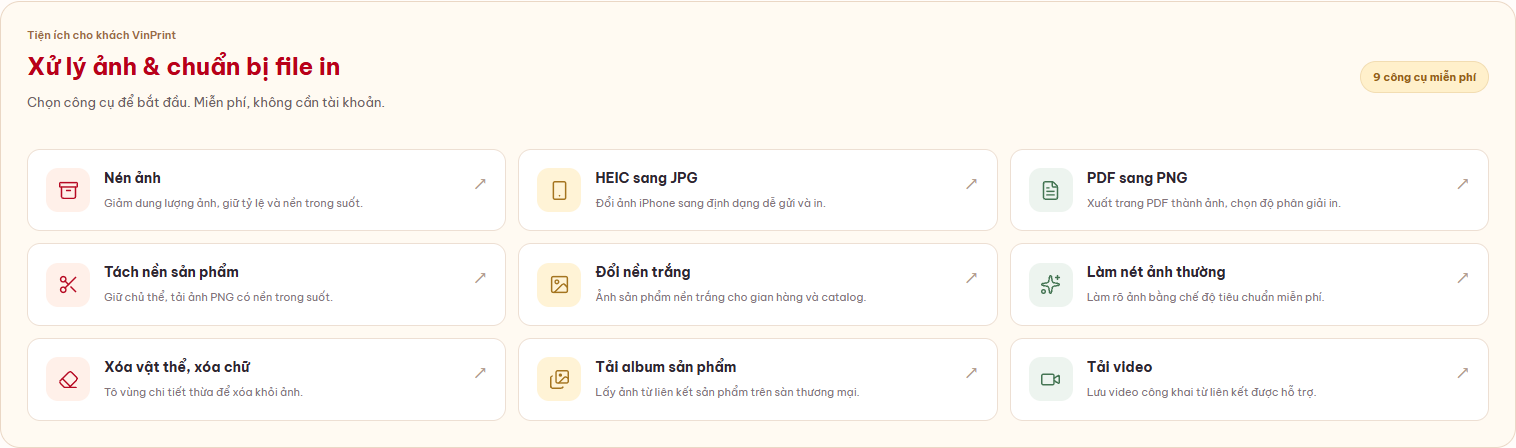 Tiện ích cho khách VinPrint
Xử lý ảnh & chuẩn bị file in
Chọn công cụ để bắt đầu. Miễn phí, không cần tài khoản.
9 công cụ miễn phí
Nén ảnh
Giảm dung lượng ảnh, giữ tỷ lệ và nền trong suốt.
HEIC sang JPG
Đổi ảnh iPhone sang định dạng dễ gửi và in.
PDF sang PNG
Xuất trang PDF thành ảnh, chọn độ phân giải in.
Tách nền sản phẩm
Giữ chủ thể, tải ảnh PNG có nền trong suốt.
Đổi nền trắng
Ảnh sản phẩm nền trắng cho gian hàng và catalog.
Làm nét ảnh thường
Làm rõ ảnh bằng chế độ tiêu chuẩn miễn phí.
Xóa vật thể, xóa chữ
Tô vùng chi tiết thừa để xóa khỏi ảnh.
Tải album sản phẩm
Lấy ảnh từ liên kết sản phẩm trên sàn thương mại.
Tải video
Lưu video công khai từ liên kết được hỗ trợ.